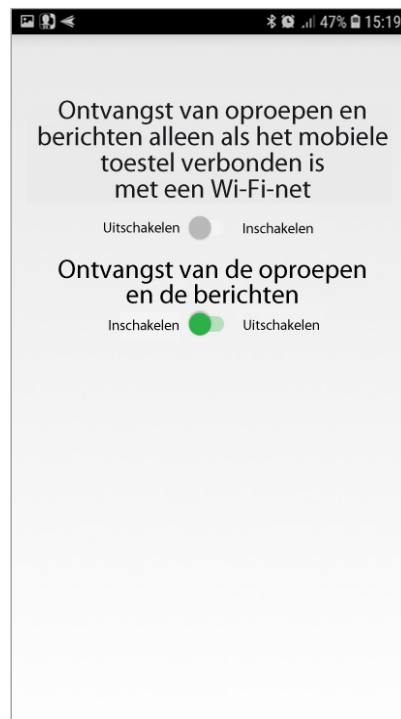 47% 15:19
Ontvangst van oproepen en
berichten alleen als het mobiele
toestel verbonden is
met een Wi-Fi-net
Uitschakelen Inschakelen
Ontvangst van de oproepen
en de berichten
Inschakelen Uitschakelen